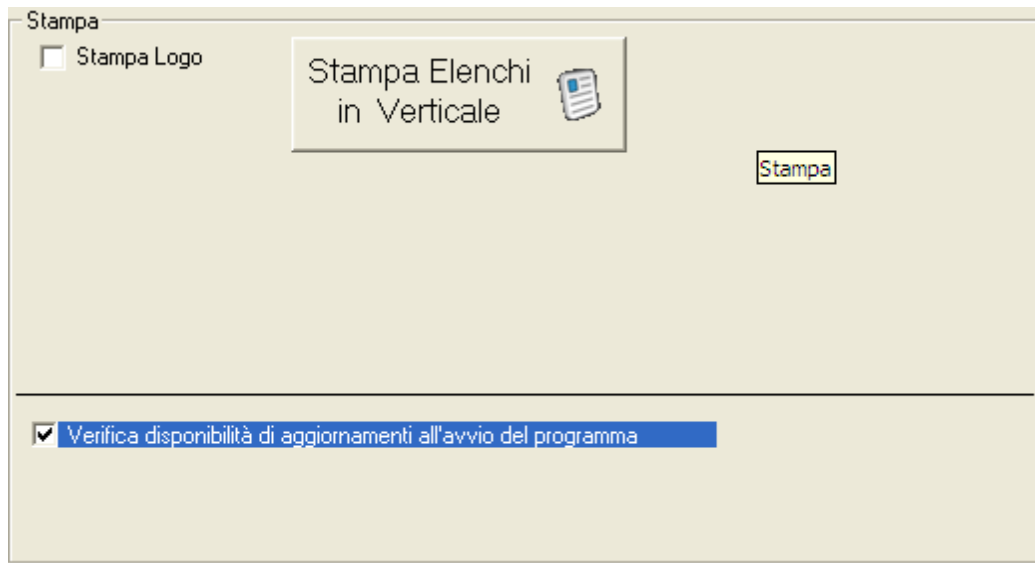 Stampa
Stampa Logo
Stampa Elenchi
in Verticale
Stampa
Verifica disponibilità di aggiornamenti all'avvio del programma